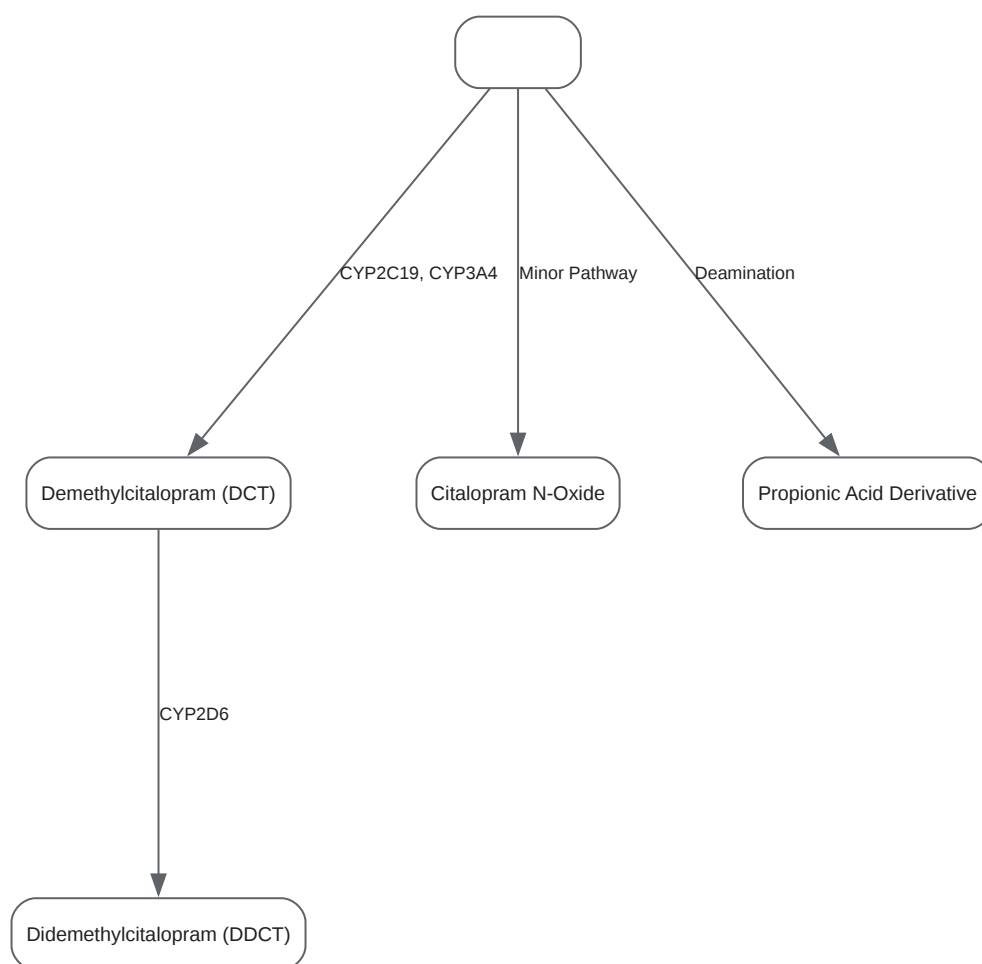 CYP2C19, CYP3A4
Minor Pathway
Deamination
Demethylcitalopram (DCT)
Citalopram N-Oxide
Propionic Acid Derivative
CYP2D6
Didemethylcitalopram (DDCT)